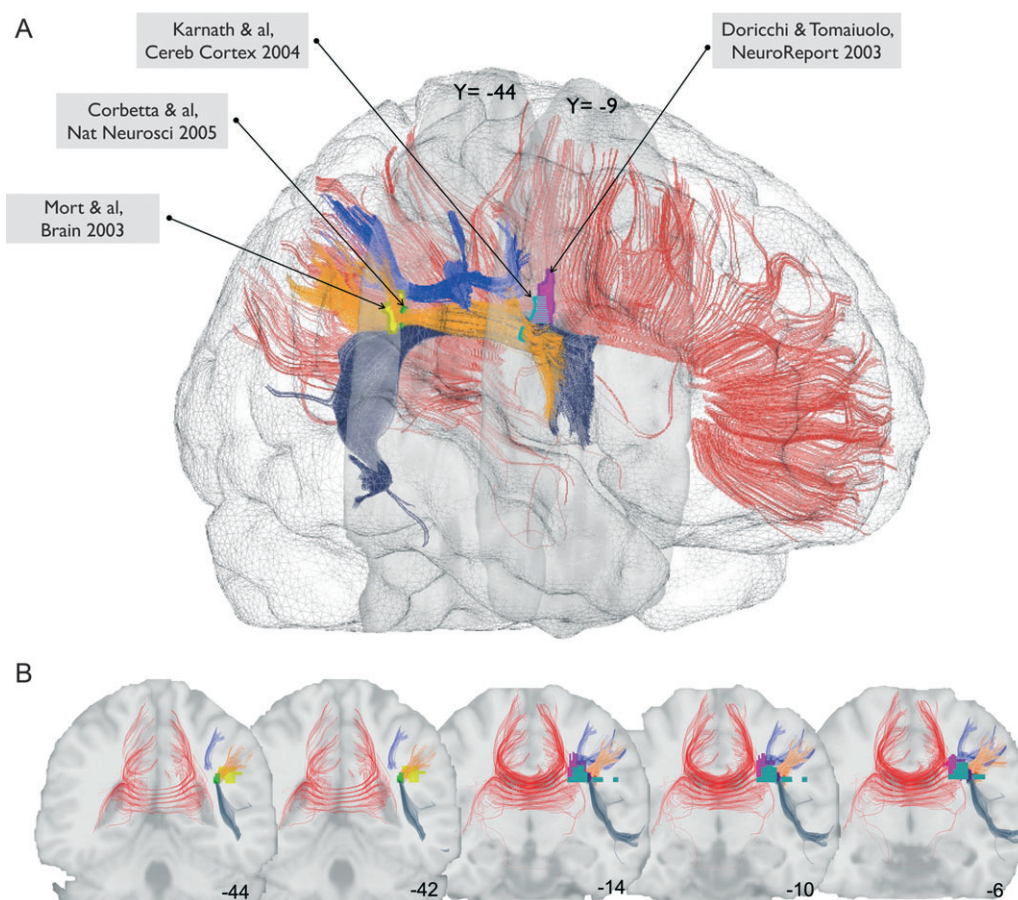 A
Karnath & al,
Cereb Cortex 2004
Doricchi & Tomaiuolo,
NeuroReport 2003
Corbetta & al,
Nat Neurosci 2005
Mort & al,
Brain 2003
Y= -44
Y= -9
B
-44
-42
-14
-10
-6